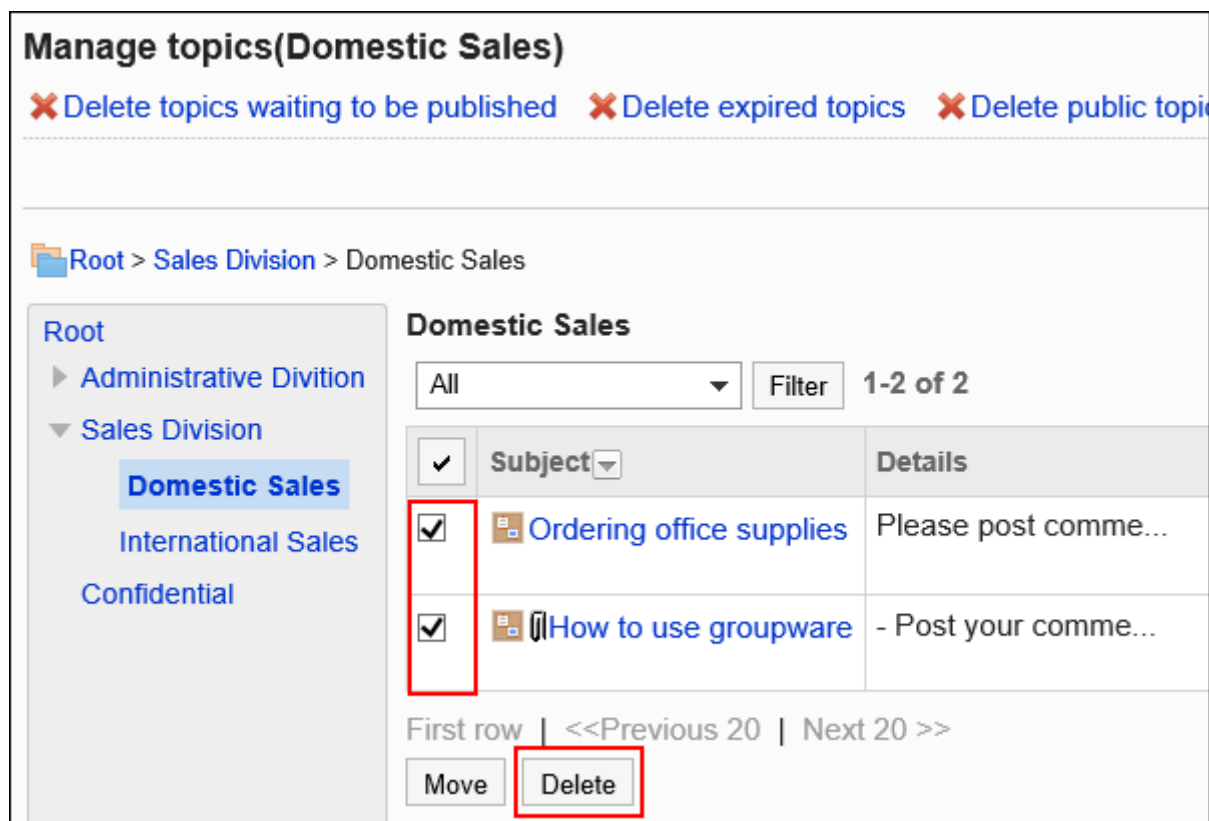 Manage topics(Domestic Sales)
Delete topics waiting to be published Delete expired topics Delete public topic
Root > Sales Division > Domestic Sales
Root
Administrative Divition
Sales Division
Domestic Sales
International Sales
Confidential
Domestic Sales
All Filter 1-2 of 2
Subject Details
Ordering office supplies Please post comme...
How to use groupware - Post your comme...
First row | <<Previous 20 | Next 20 >>
Move Delete